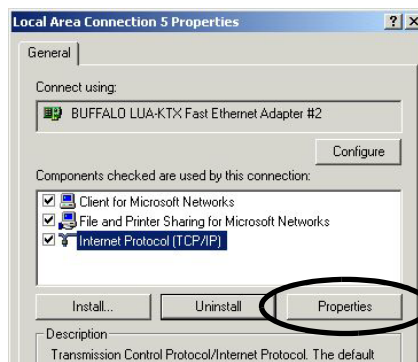 Local Area Connection 5 Properties
General
Connect using:
BUFFALO LUA-KTX Fast Ethernet Adapter #2
Configure
Components checked are used by this connection:
Client for Microsoft Networks
File and Printer Sharing for Microsoft Networks
Internet Protocol (TCP/IP)
Install... Uninstall Properties
Description
Transmission Control Protocol/Internet Protocol. The default